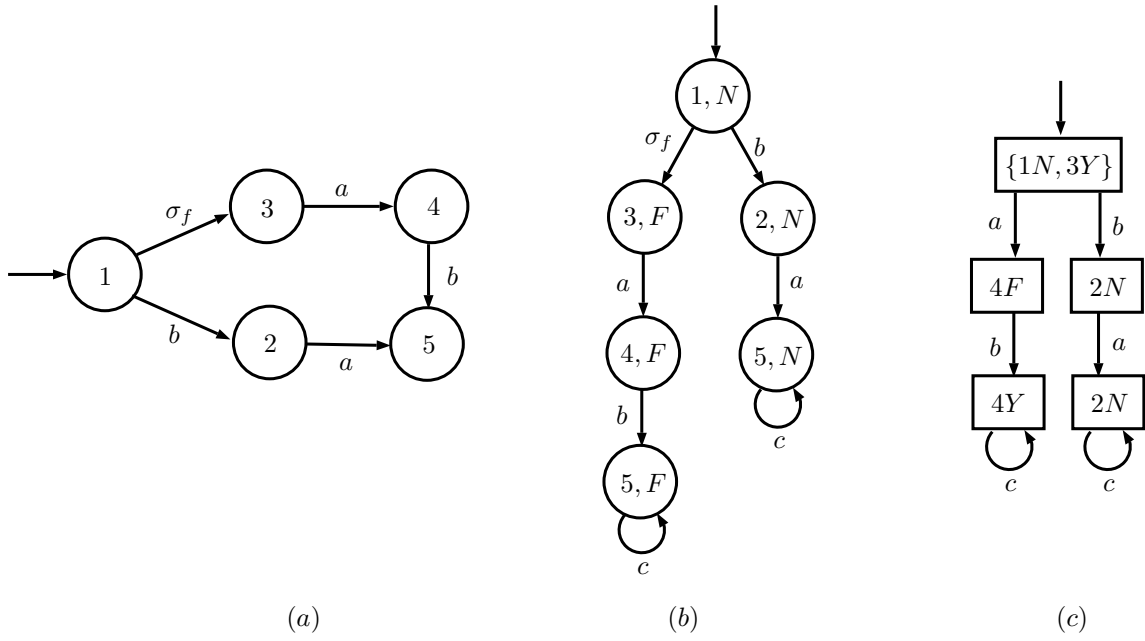 1
σ_f
b
3
2
a
a
4
b
5
(a)
1, N
σ_f
b
3, F
2, N
a
a
4, F
5, N
b
c
5, F
c
(b)
{1N, 3Y}
a
b
4F
2N
b
a
4Y
2N
c
c
(c)